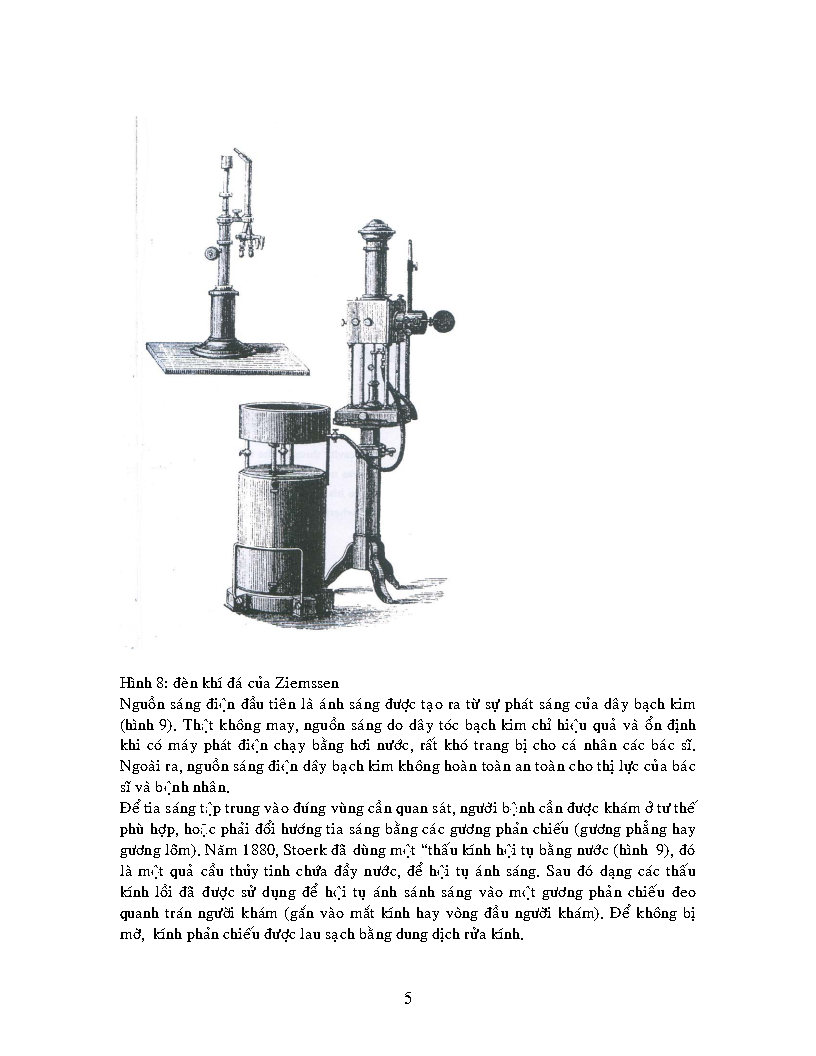 Hình 8: đèn khí đá của Ziemssen
Nguồn sáng điện đầu tiên là ánh sáng được tạo ra từ sự phát sáng của dây bạch kim
(hình 9). Thật không may, nguồn sáng do dây tóc bạch kim chỉ hiệu quả và ổn định
khi có máy phát điện chạy bằng hơi nước, rất khó trang bị cho cá nhân các bác sĩ.
Ngoài ra, nguồn sáng điện dây bạch kim không hoàn toàn an toàn cho thị lực của bác
sĩ và bệnh nhân.
Để tia sáng tập trung vào đúng vùng cần quan sát, người bệnh cần được khám ở tư thế
phù hợp, hoặc phải đổi hướng tia sáng bằng các gương phản chiếu (gương phẳng hay
gương lõm). Năm 1880, Stoerk đã dùng một “thấu kính hội tụ bằng nước (hình 9), đó
là một quả cầu thủy tinh chứa đầy nước, để hội tụ ánh sáng. Sau đó dạng các thấu
kính lồi đã được sử dụng để hội tụ ánh sánh sáng vào một gương phản chiếu đeo
quanh trán người khám (gắn vào mắt kính hay vòng đầu người khám). Để không bị
mờ, kính phản chiếu được lau sạch bằng dung dịch rửa kính.
5